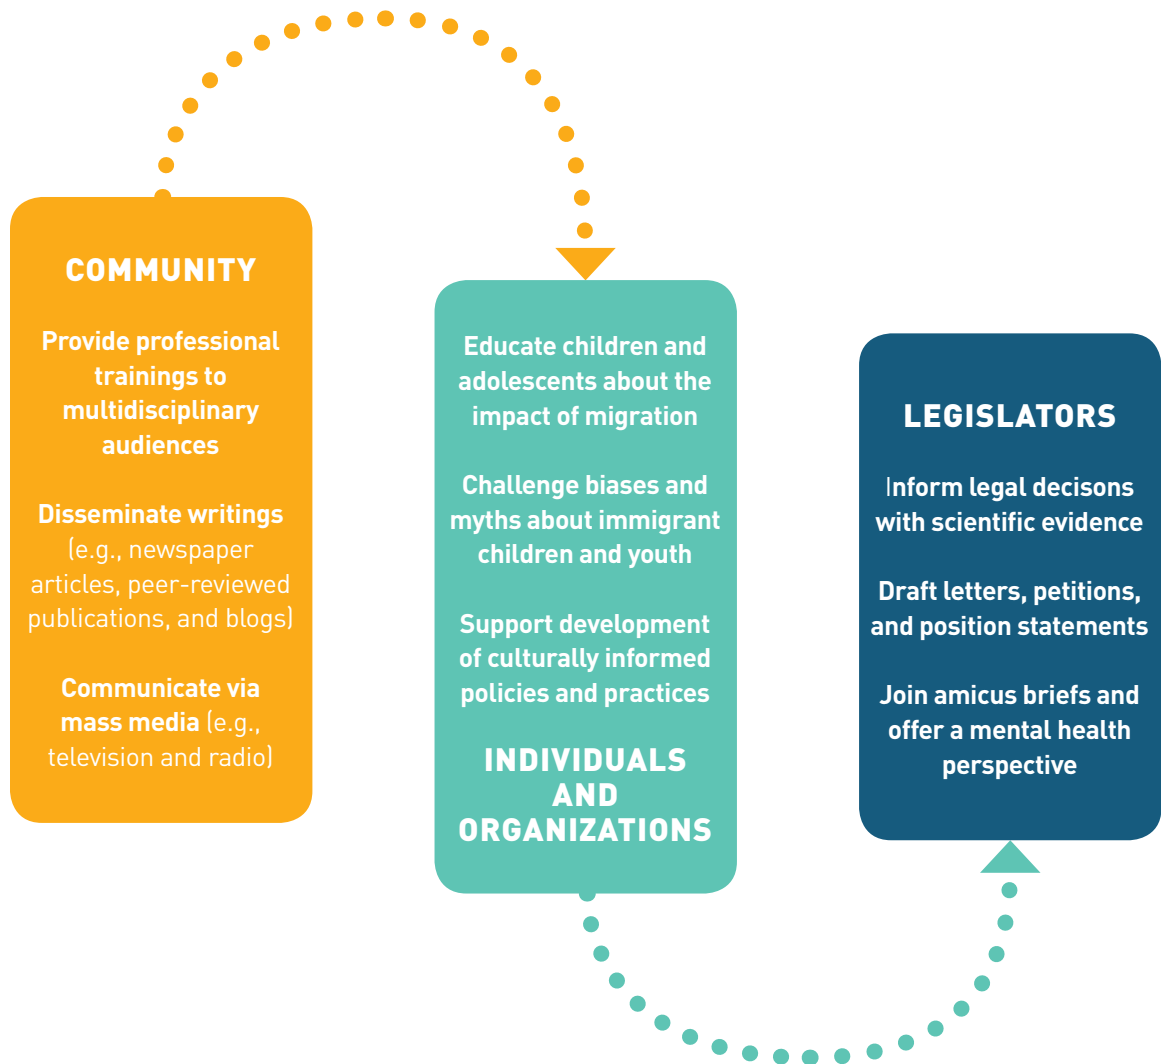 COMMUNITY
Provide professional
trainings to
multidisciplinary
audiences
Disseminate writings
(e.g., newspaper
articles, peer-reviewed
publications, and blogs)
Communicate via
mass media (e.g.,
television and radio)
Educate children and
adolescents about the
impact of migration
Challenge biases and
myths about immigrant
children and youth
Support development
of culturally informed
policies and practices
INDIVIDUALS
AND
ORGANIZATIONS
LEGISLATORS
Inform legal decisons
with scientific evidence
Draft letters, petitions,
and position statements
Join amicus briefs and
offer a mental health
perspective